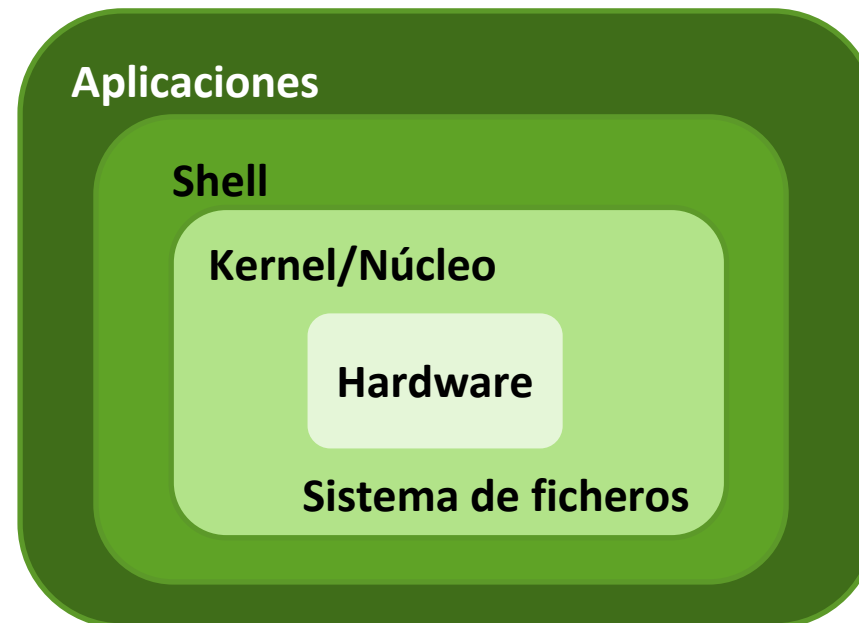 Aplicaciones
Shell
Kernel/Núcleo
Hardware
Sistema de ficheros